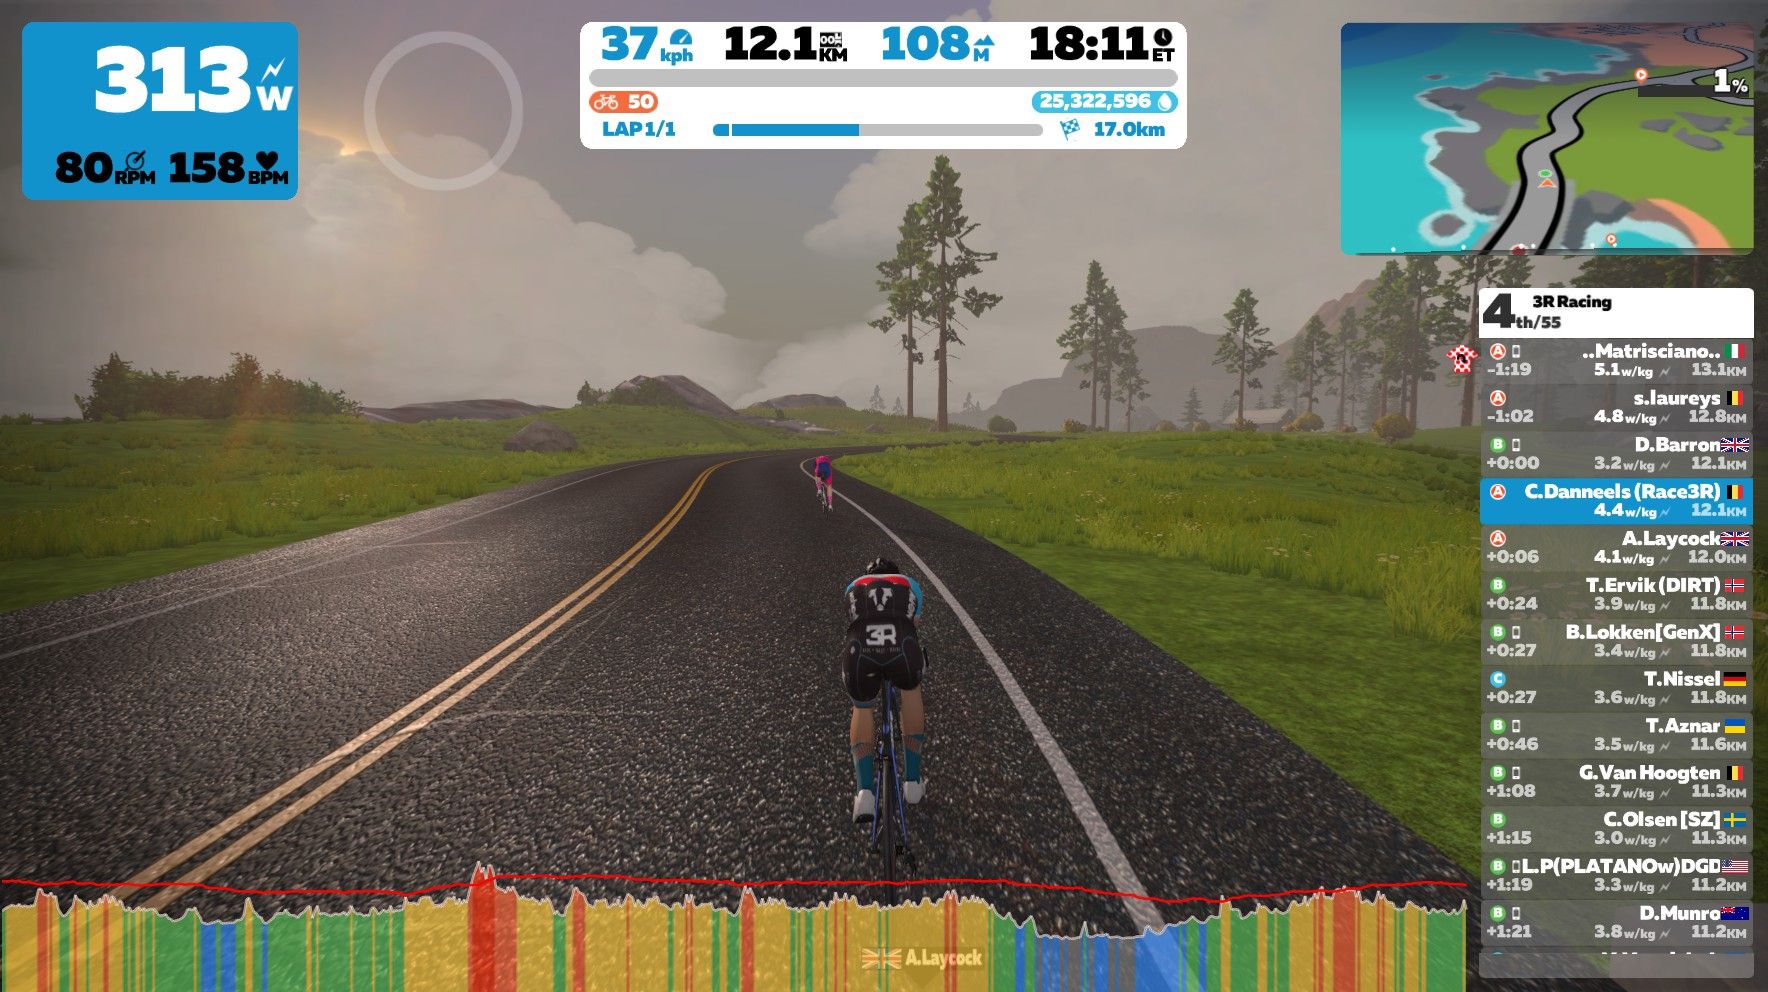 313 W
80 RPM 158 BPM
37 kph 12.1 KM 108 M 18:11 ET
50 25,322,596
LAP 1/1 17.0km
1%
4th/55 3R Racing
A ..Matrisciano..
-1:19 5.1w/kg 13.1KM
A s.laureys
-1:02 4.8w/kg 12.8KM
B D.Barron
+0:00 3.2w/kg 12.1KM
A C.Danneels (Race3R)
4.4w/kg 12.1KM
A A.Laycock
+0:06 4.1w/kg 12.0KM
B T.Ervik (DIRT)
+0:24 3.9w/kg 11.8KM
B B.Lokken[GenX]
+0:27 3.4w/kg 11.8KM
C T.Nissel
+0:27 3.6w/kg 11.8KM
B T.Aznar
+0:46 3.5w/kg 11.6KM
B G.Van Hoogten
+1:08 3.7w/kg 11.3KM
B C.Olsen [SZ]
+1:15 3.0w/kg 11.3KM
B L.P(PLATANOw)DGD
+1:19 3.3w/kg 11.2KM
B D.Munro
+1:21 3.8w/kg 11.2KM
3R
A.Laycock